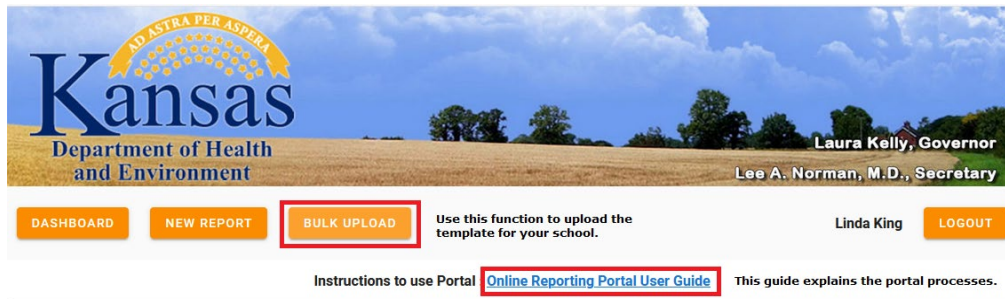 AD ASTRA PER ASPERA
Kansas
Department of Health
and Environment
Laura Kelly, Governor
Lee A. Norman, M.D., Secretary
DASHBOARD
NEW REPORT
BULK UPLOAD
Use this function to upload the
template for your school.
Linda King
LOGOUT
Instructions to use Portal : Online Reporting Portal User Guide
This guide explains the portal processes.